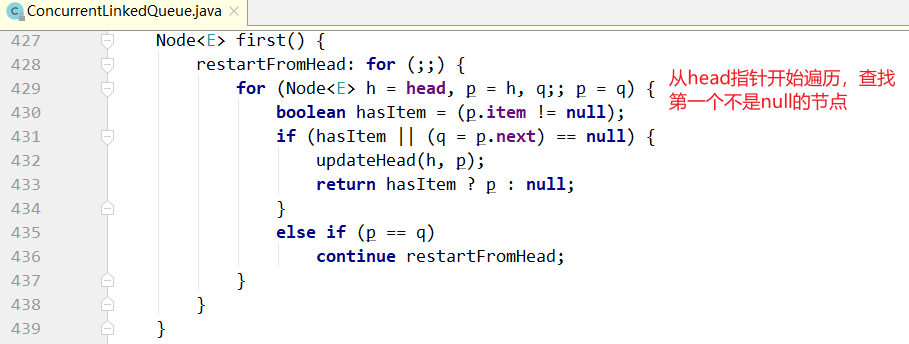 ConcurrentLinkedQueue.java ×
427 Node<E> first() {
428 restartFromHead: for (;;) {
429 for (Node<E> h = head, p = h, q;; p = q) {
430 boolean hasItem = (p.item != null);
431 if (hasItem || (q = p.next) == null) {
432 updateHead(h, p);
433 return hasItem ? p : null;
434 }
435 else if (p == q)
436 continue restartFromHead;
437 }
438 }
439 }
从head指针开始遍历，查找
第一个不是null的节点